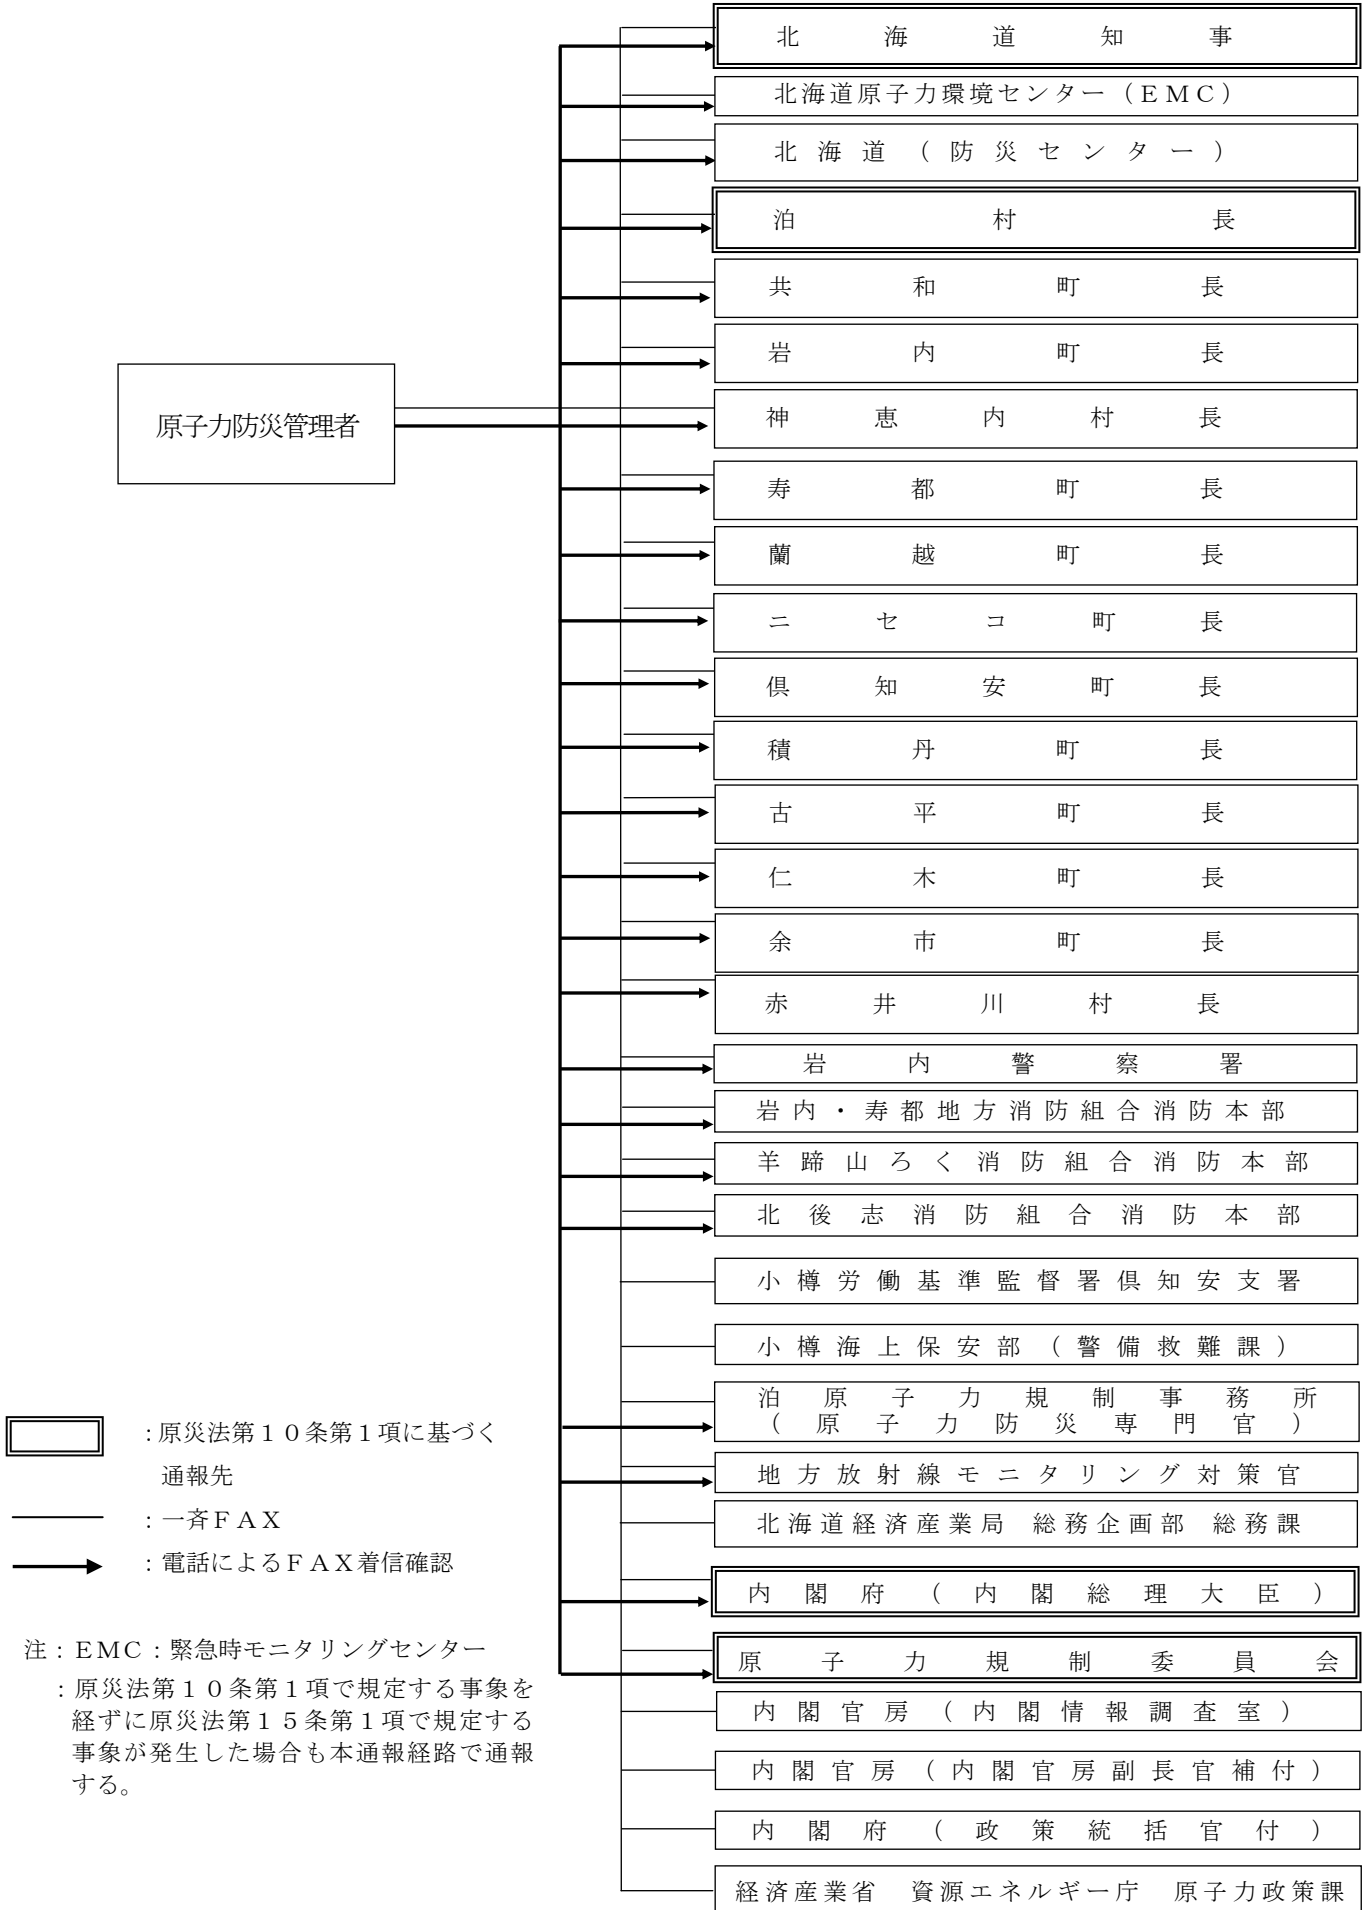 北海道知事
北海道原子力環境センター（ＥＭＣ）
北海道（防災センター）
泊村長
共和町長
岩内町長
原子力防災管理者
神恵内村長
寿都町長
蘭越町長
ニセコ町長
倶知安町長
積丹町長
古平町長
仁木町長
余市町長
赤井川村長
岩内警察署
岩内・寿都地方消防組合消防本部
羊蹄山ろく消防組合消防本部
北後志消防組合消防本部
小樽労働基準監督署倶知安支署
小樽海上保安部（警備救難課）
泊原子力規制事務所
（原子力防災専門官）
地方放射線モニタリング対策官
北海道経済産業局　総務企画部　総務課
内閣府（内閣総理大臣）
原子力規制委員会
内閣官房（内閣情報調査室）
内閣官房（内閣官房副長官補付）
内閣府（政策統括官付）
経済産業省　資源エネルギー庁　原子力政策課
：原災法第１０条第１項に基づく
通報先
：一斉ＦＡＸ
：電話によるＦＡＸ着信確認
注：ＥＭＣ：緊急時モニタリングセンター
：原災法第１０条第１項で規定する事象を
経ずに原災法第１５条第１項で規定する
事象が発生した場合も本通報経路で通報
する。